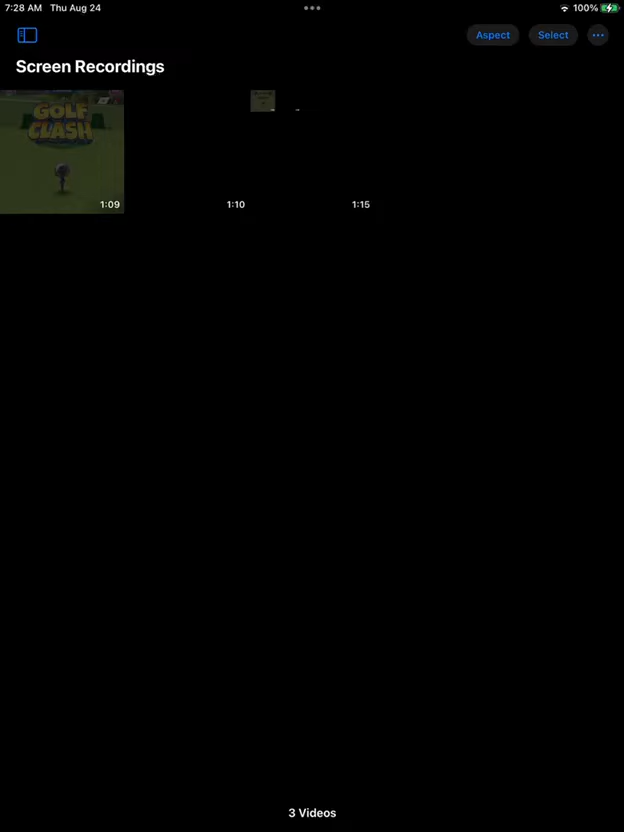 7:28 AM Thu Aug 24
100%
Aspect
Select
Screen Recordings
GOLF
CLASH
1:09
1:10
1:15
3 Videos